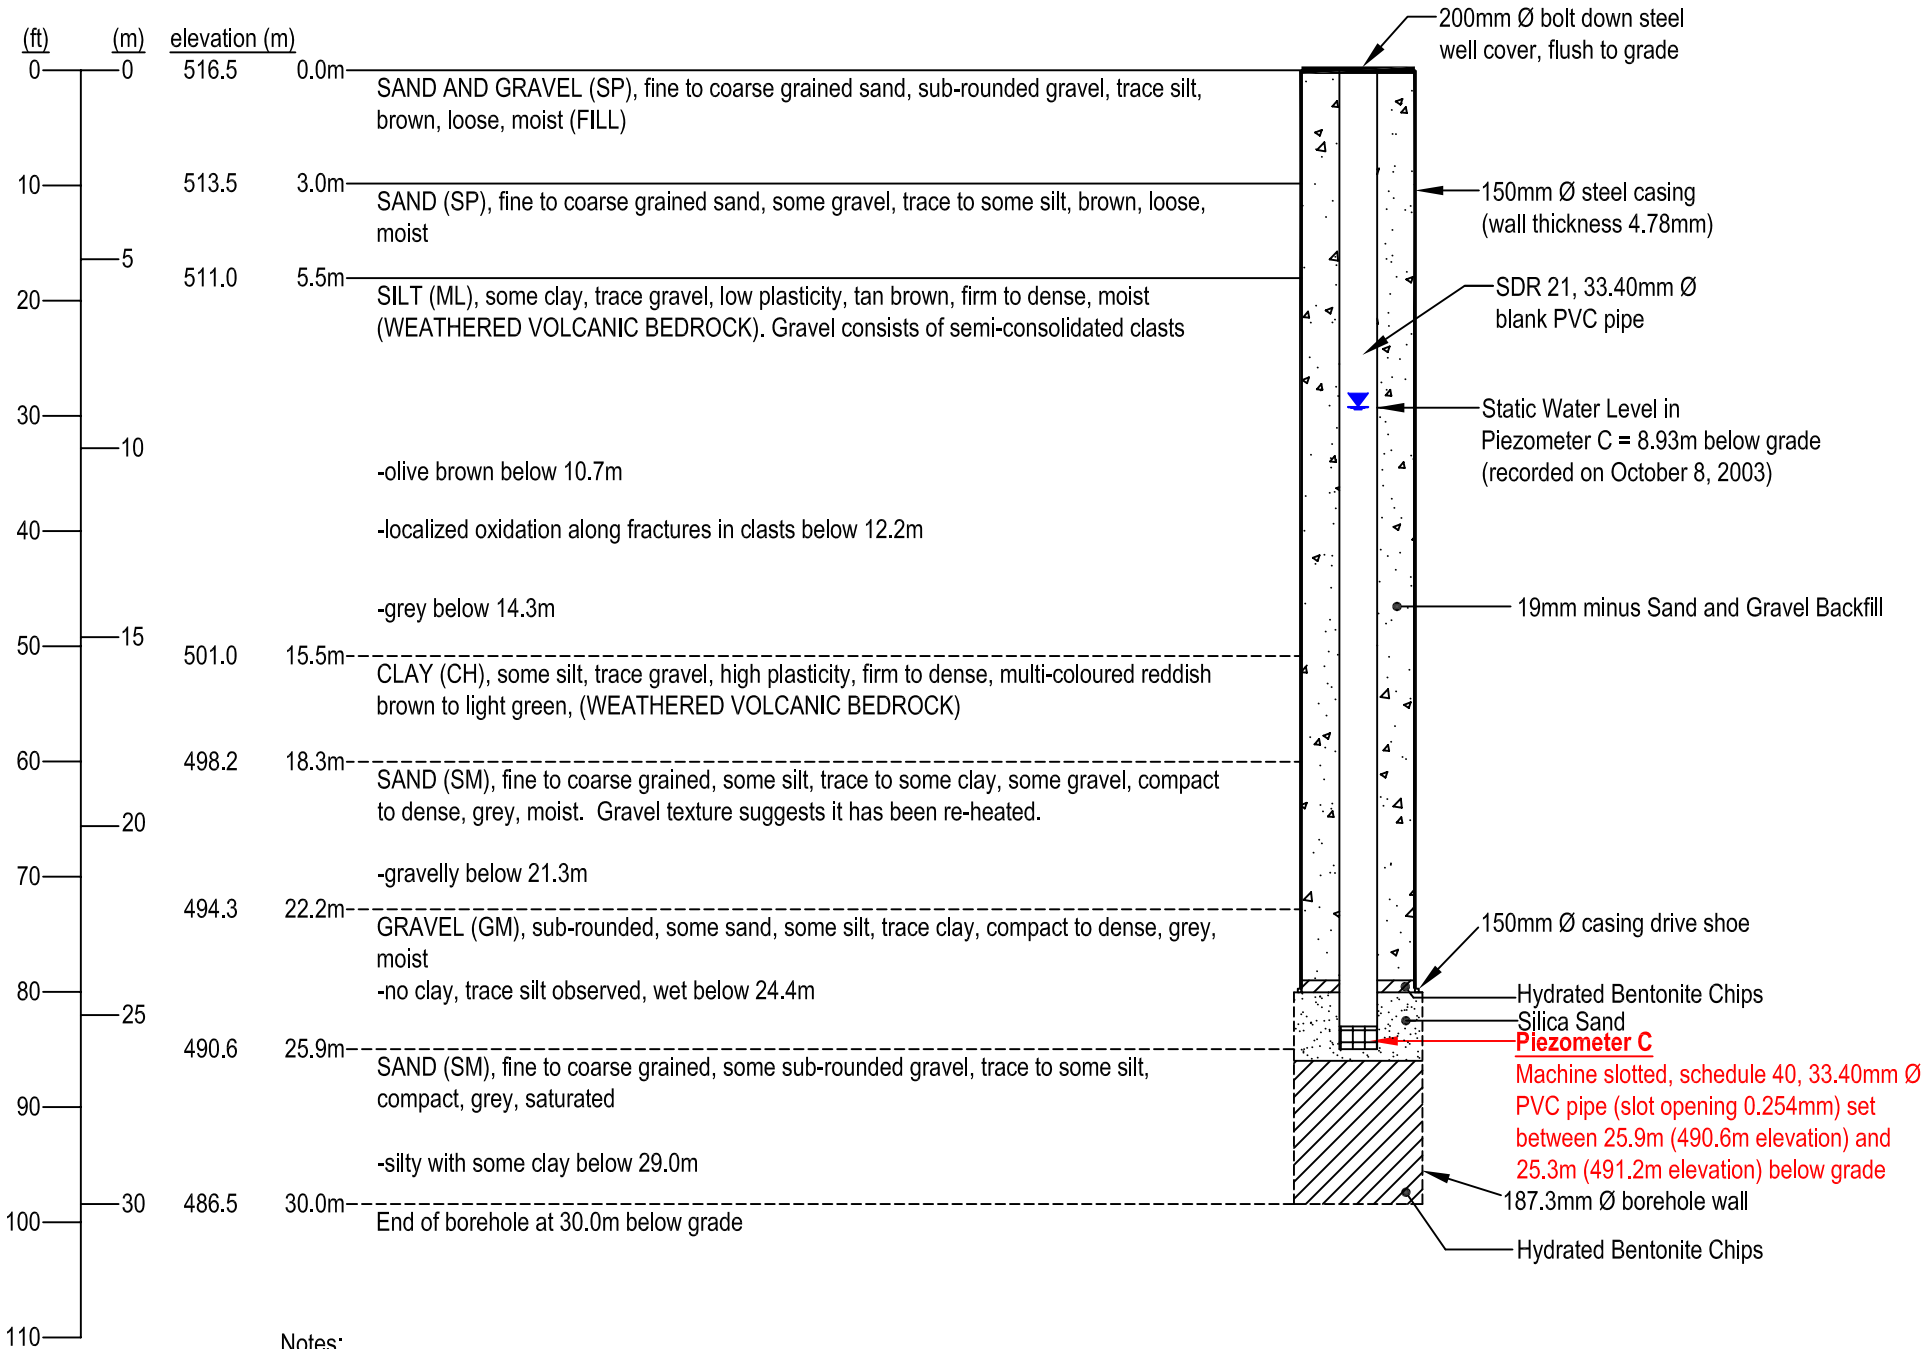 (ft) (m) elevation (m)
0 0 516.5 0.0m
SAND AND GRAVEL (SP), fine to coarse grained sand, sub-rounded gravel, trace silt,
brown, loose, moist (FILL)
10 513.5 3.0m
SAND (SP), fine to coarse grained sand, some gravel, trace to some silt, brown, loose,
moist
5
511.0 5.5m
20
SILT (ML), some clay, trace gravel, low plasticity, tan brown, firm to dense, moist
(WEATHERED VOLCANIC BEDROCK). Gravel consists of semi-consolidated clasts
30
10
-olive brown below 10.7m
40
-localized oxidation along fractures in clasts below 12.2m
-grey below 14.3m
50 15
501.0 15.5m
CLAY (CH), some silt, trace gravel, high plasticity, firm to dense, multi-coloured reddish
brown to light green, (WEATHERED VOLCANIC BEDROCK)
60 498.2 18.3m
SAND (SM), fine to coarse grained, some silt, trace to some clay, some gravel, compact
to dense, grey, moist. Gravel texture suggests it has been re-heated.
20
70
-gravelly below 21.3m
494.3 22.2m
GRAVEL (GM), sub-rounded, some sand, some silt, trace clay, compact to dense, grey,
moist
80
-no clay, trace silt observed, wet below 24.4m
25
490.6 25.9m
SAND (SM), fine to coarse grained, some sub-rounded gravel, trace to some silt,
compact, grey, saturated
90
-silty with some clay below 29.0m
30 486.5 30.0m
100
End of borehole at 30.0m below grade
110
Notes:
200mm Ø bolt down steel
well cover, flush to grade
150mm Ø steel casing
(wall thickness 4.78mm)
SDR 21, 33.40mm Ø
blank PVC pipe
Static Water Level in
Piezometer C = 8.93m below grade
(recorded on October 8, 2003)
19mm minus Sand and Gravel Backfill
150mm Ø casing drive shoe
Hydrated Bentonite Chips
Silica Sand
Piezometer C
Machine slotted, schedule 40, 33.40mm Ø
PVC pipe (slot opening 0.254mm) set
between 25.9m (490.6m elevation) and
25.3m (491.2m elevation) below grade
187.3mm Ø borehole wall
Hydrated Bentonite Chips